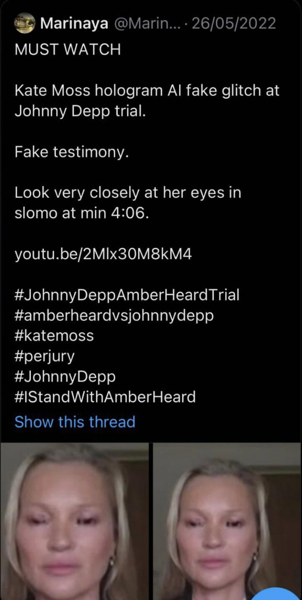 Marinaya @Marin... · 26/05/2022
MUST WATCH
Kate Moss hologram AI fake glitch at
Johnny Depp trial.
Fake testimony.
Look very closely at her eyes in
slomo at min 4:06.
youtu.be/2Mlx30M8kM4
#JohnnyDeppAmberHeardTrial
#amberheardvsjohnnydepp
#katemoss
#perjury
#JohnnyDepp
#IStandWithAmberHeard
Show this thread